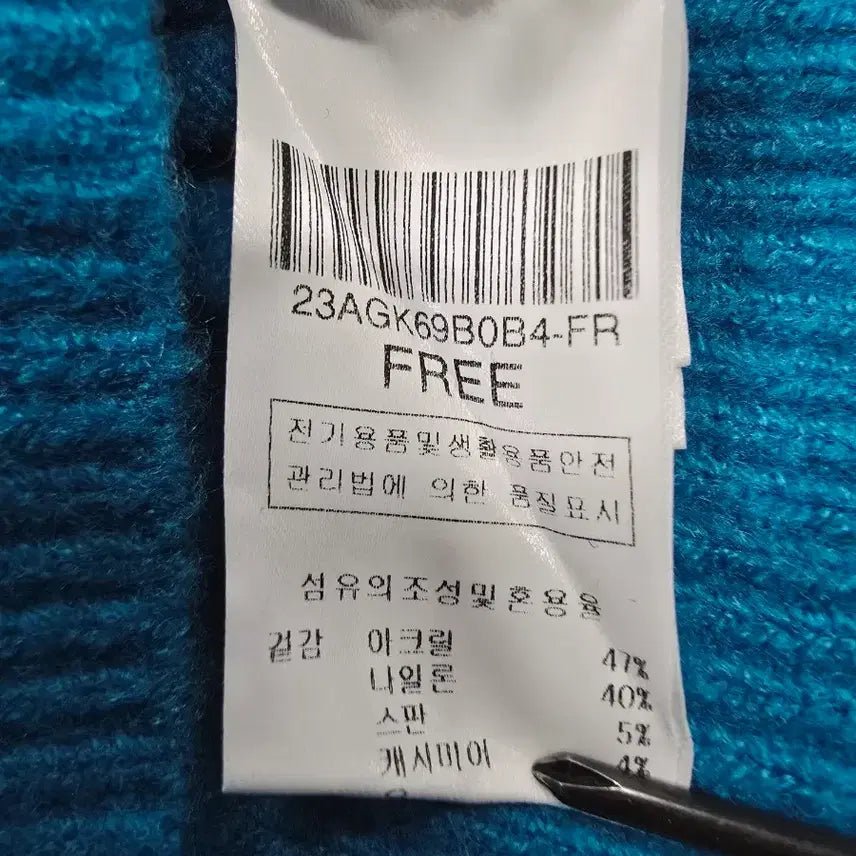 23AGK69B0B4-FR
FREE
전기용품및생활용품안전
관리법에 의한 품질표시
섬유의조성및혼용율
겉감 아크릴 47%
나일론 40%
스판 5%
캐시미어 4%